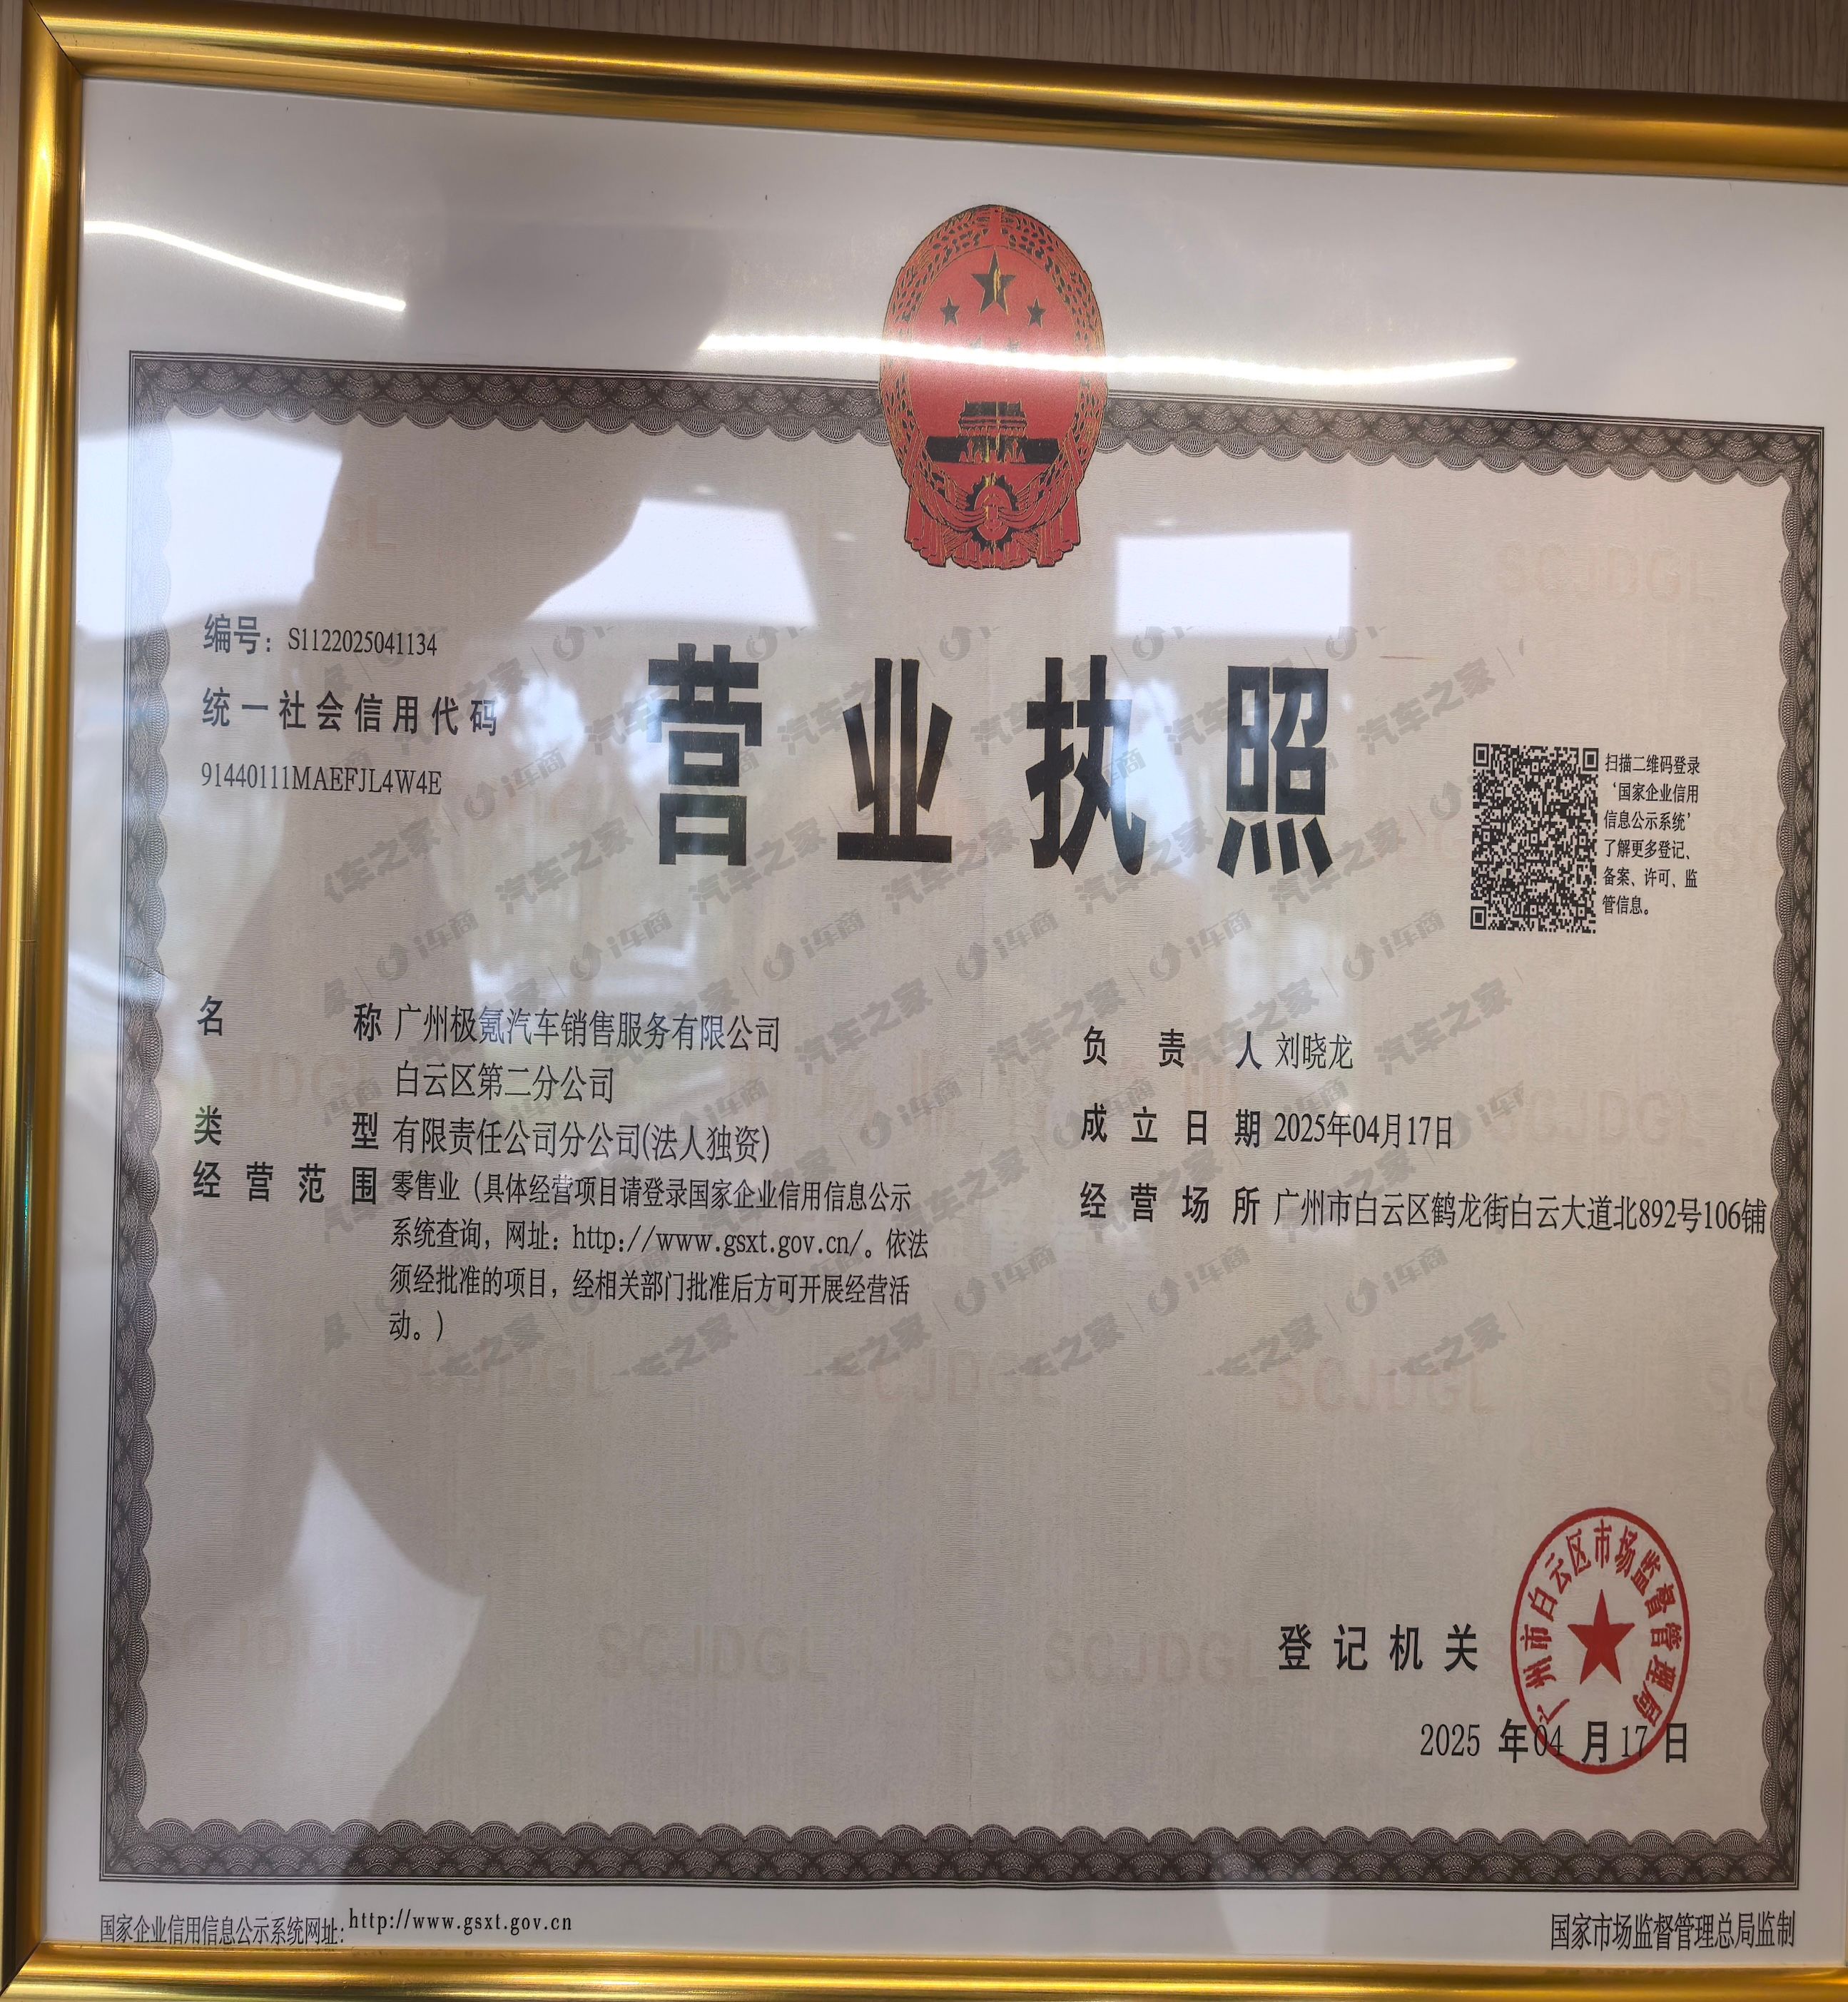 编号：S1122025041134
统一社会信用代码
91440111MAEFJL4W4E
营业执照
扫描二维码登录
‘国家企业信用
信息公示系统’
了解更多登记、
备案、许可、监
管信息。
名称 广州极氪汽车销售服务有限公司
白云区第二分公司
类型 有限责任公司分公司(法人独资)
经营范围 零售业（具体经营项目请登录国家企业信用信息公示
系统查询，网址：http://www.gsxt.gov.cn/。依法
须经批准的项目，经相关部门批准后方可开展经营活
动。）
负责人 刘晓龙
成立日期 2025年04月17日
经营场所 广州市白云区鹤龙街白云大道北892号106铺
登记机关
广州市白云区市场监督管理局
2025 年04 月17 日
国家企业信用信息公示系统网址：http://www.gsxt.gov.cn
国家市场监督管理总局监制
汽车之家 | i车商
SCJDGL